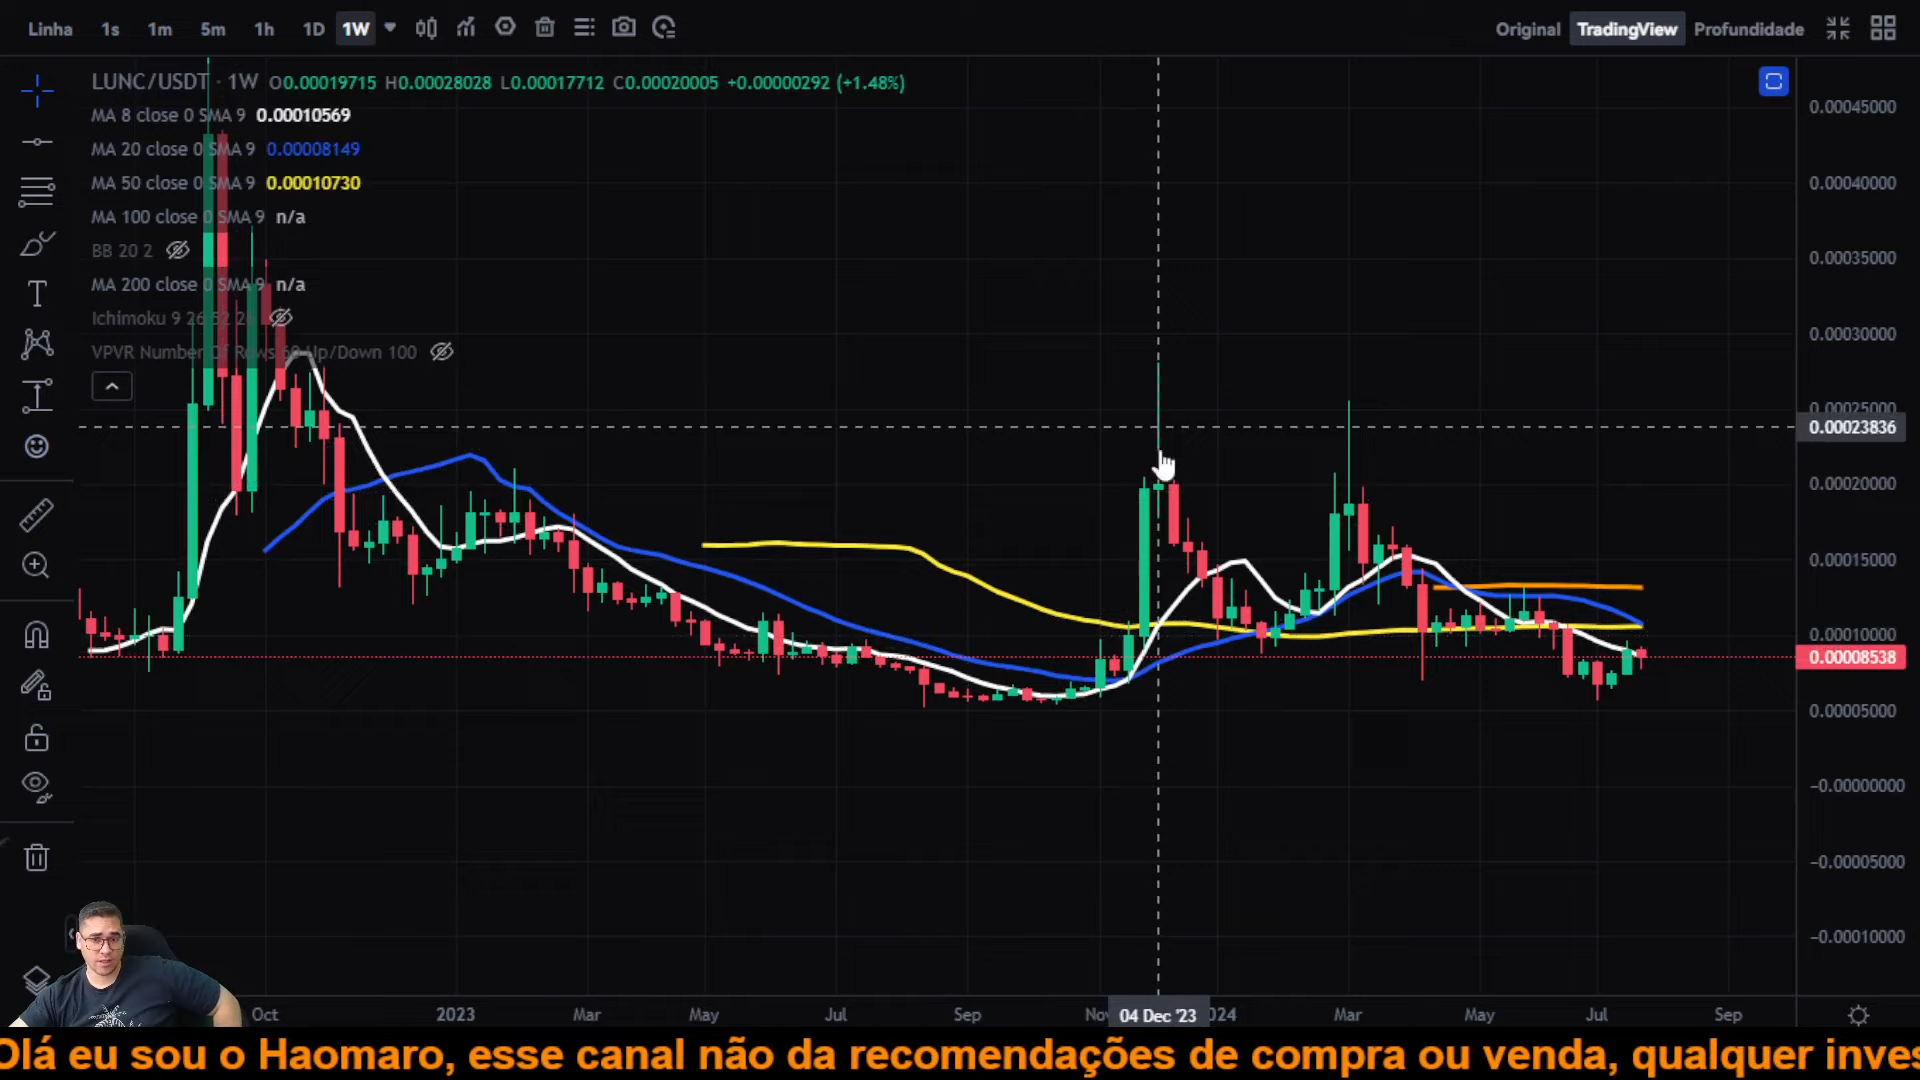 Linha 1s 1m 5m 1h 1D 1W Original TradingView Profundidade
LUNC/USDT · 1W O0.00019715 H0.00028028 L0.00017712 C0.00020005 +0.00000292 (+1.48%)
MA 8 close 0 SMA 9 0.00010569
MA 20 close 0 SMA 9 0.00008149
MA 50 close 0 SMA 9 0.00010730
MA 100 close 0 SMA 9 n/a
BB 20 2
MA 200 close 0 SMA 9 n/a
Ichimoku 9 26 52 26
VPVR Number Of Rows 60 Up/Down 100
0.00045000
0.00040000
0.00035000
0.00030000
0.00025000
0.00023836
0.00020000
0.00015000
0.00010000
0.00008538
0.00005000
−0.00000000
−0.00005000
−0.00010000
Oct 2023 Mar May Jul Sep 04 Dec '23 Mar May Jul Sep
Olá eu sou o Haomaro, esse canal não da recomendações de compra ou venda, qualquer